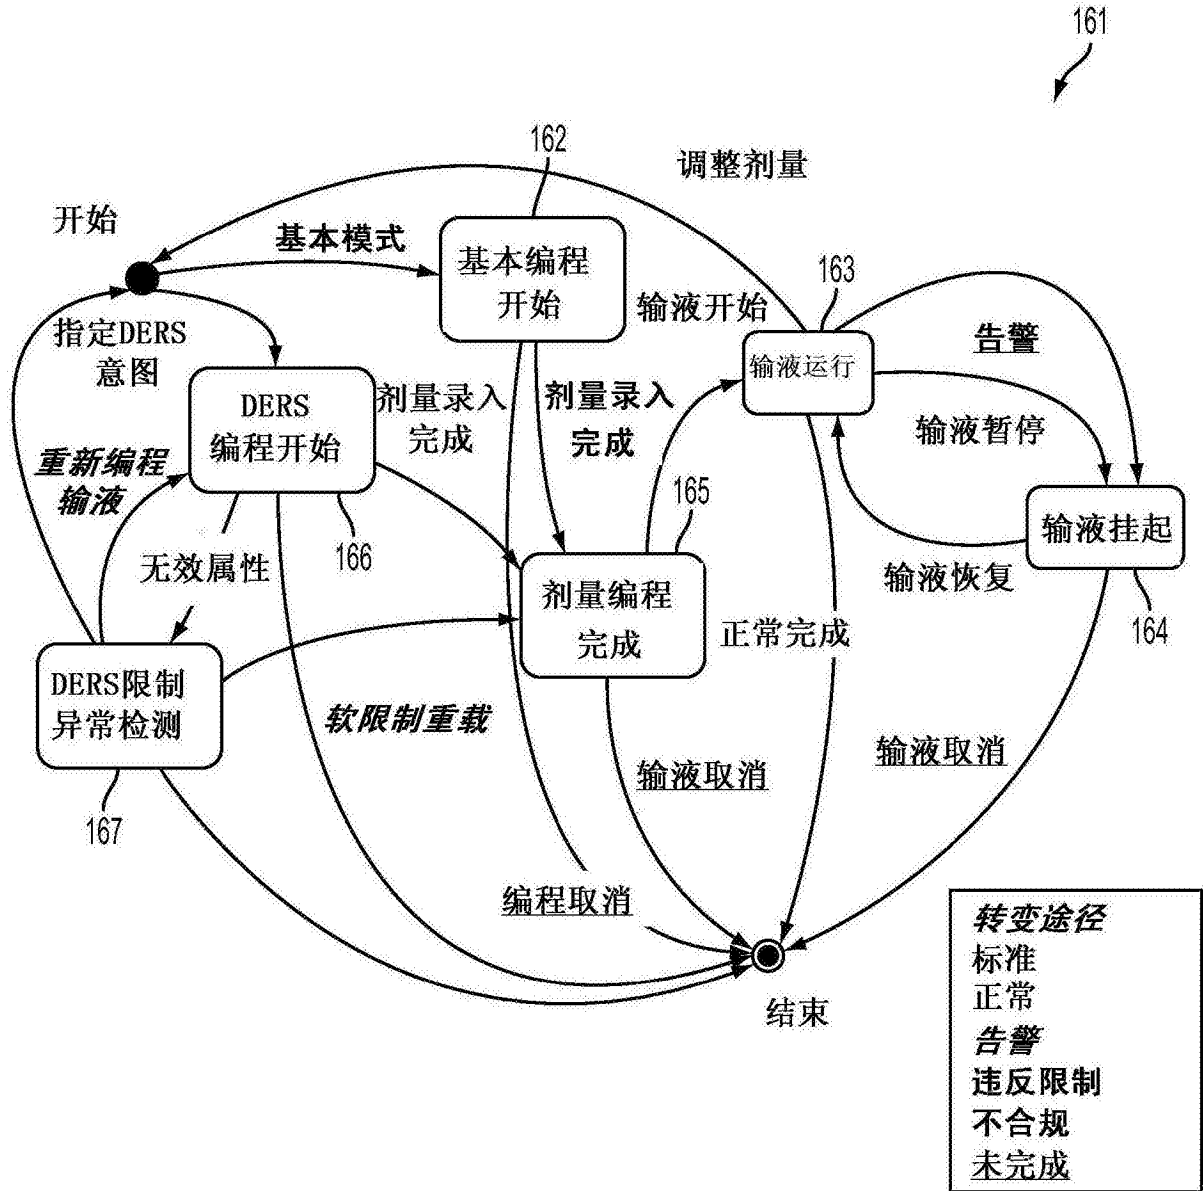 161
162
调整剂量
开始
基本模式
基本编程
开始
163
输液开始
指定DERS
意图
告警
输液运行
DERS
编程开始
剂量录入
完成
剂量录入
完成
输液暂停
重新编程
输液
165
166
输液挂起
无效属性
剂量编程
完成
输液恢复
164
正常完成
DERS限制
异常检测
软限制重载
输液取消
输液取消
167
编程取消
结束
转变途径
标准
正常
告警
违反限制
不合规
未完成